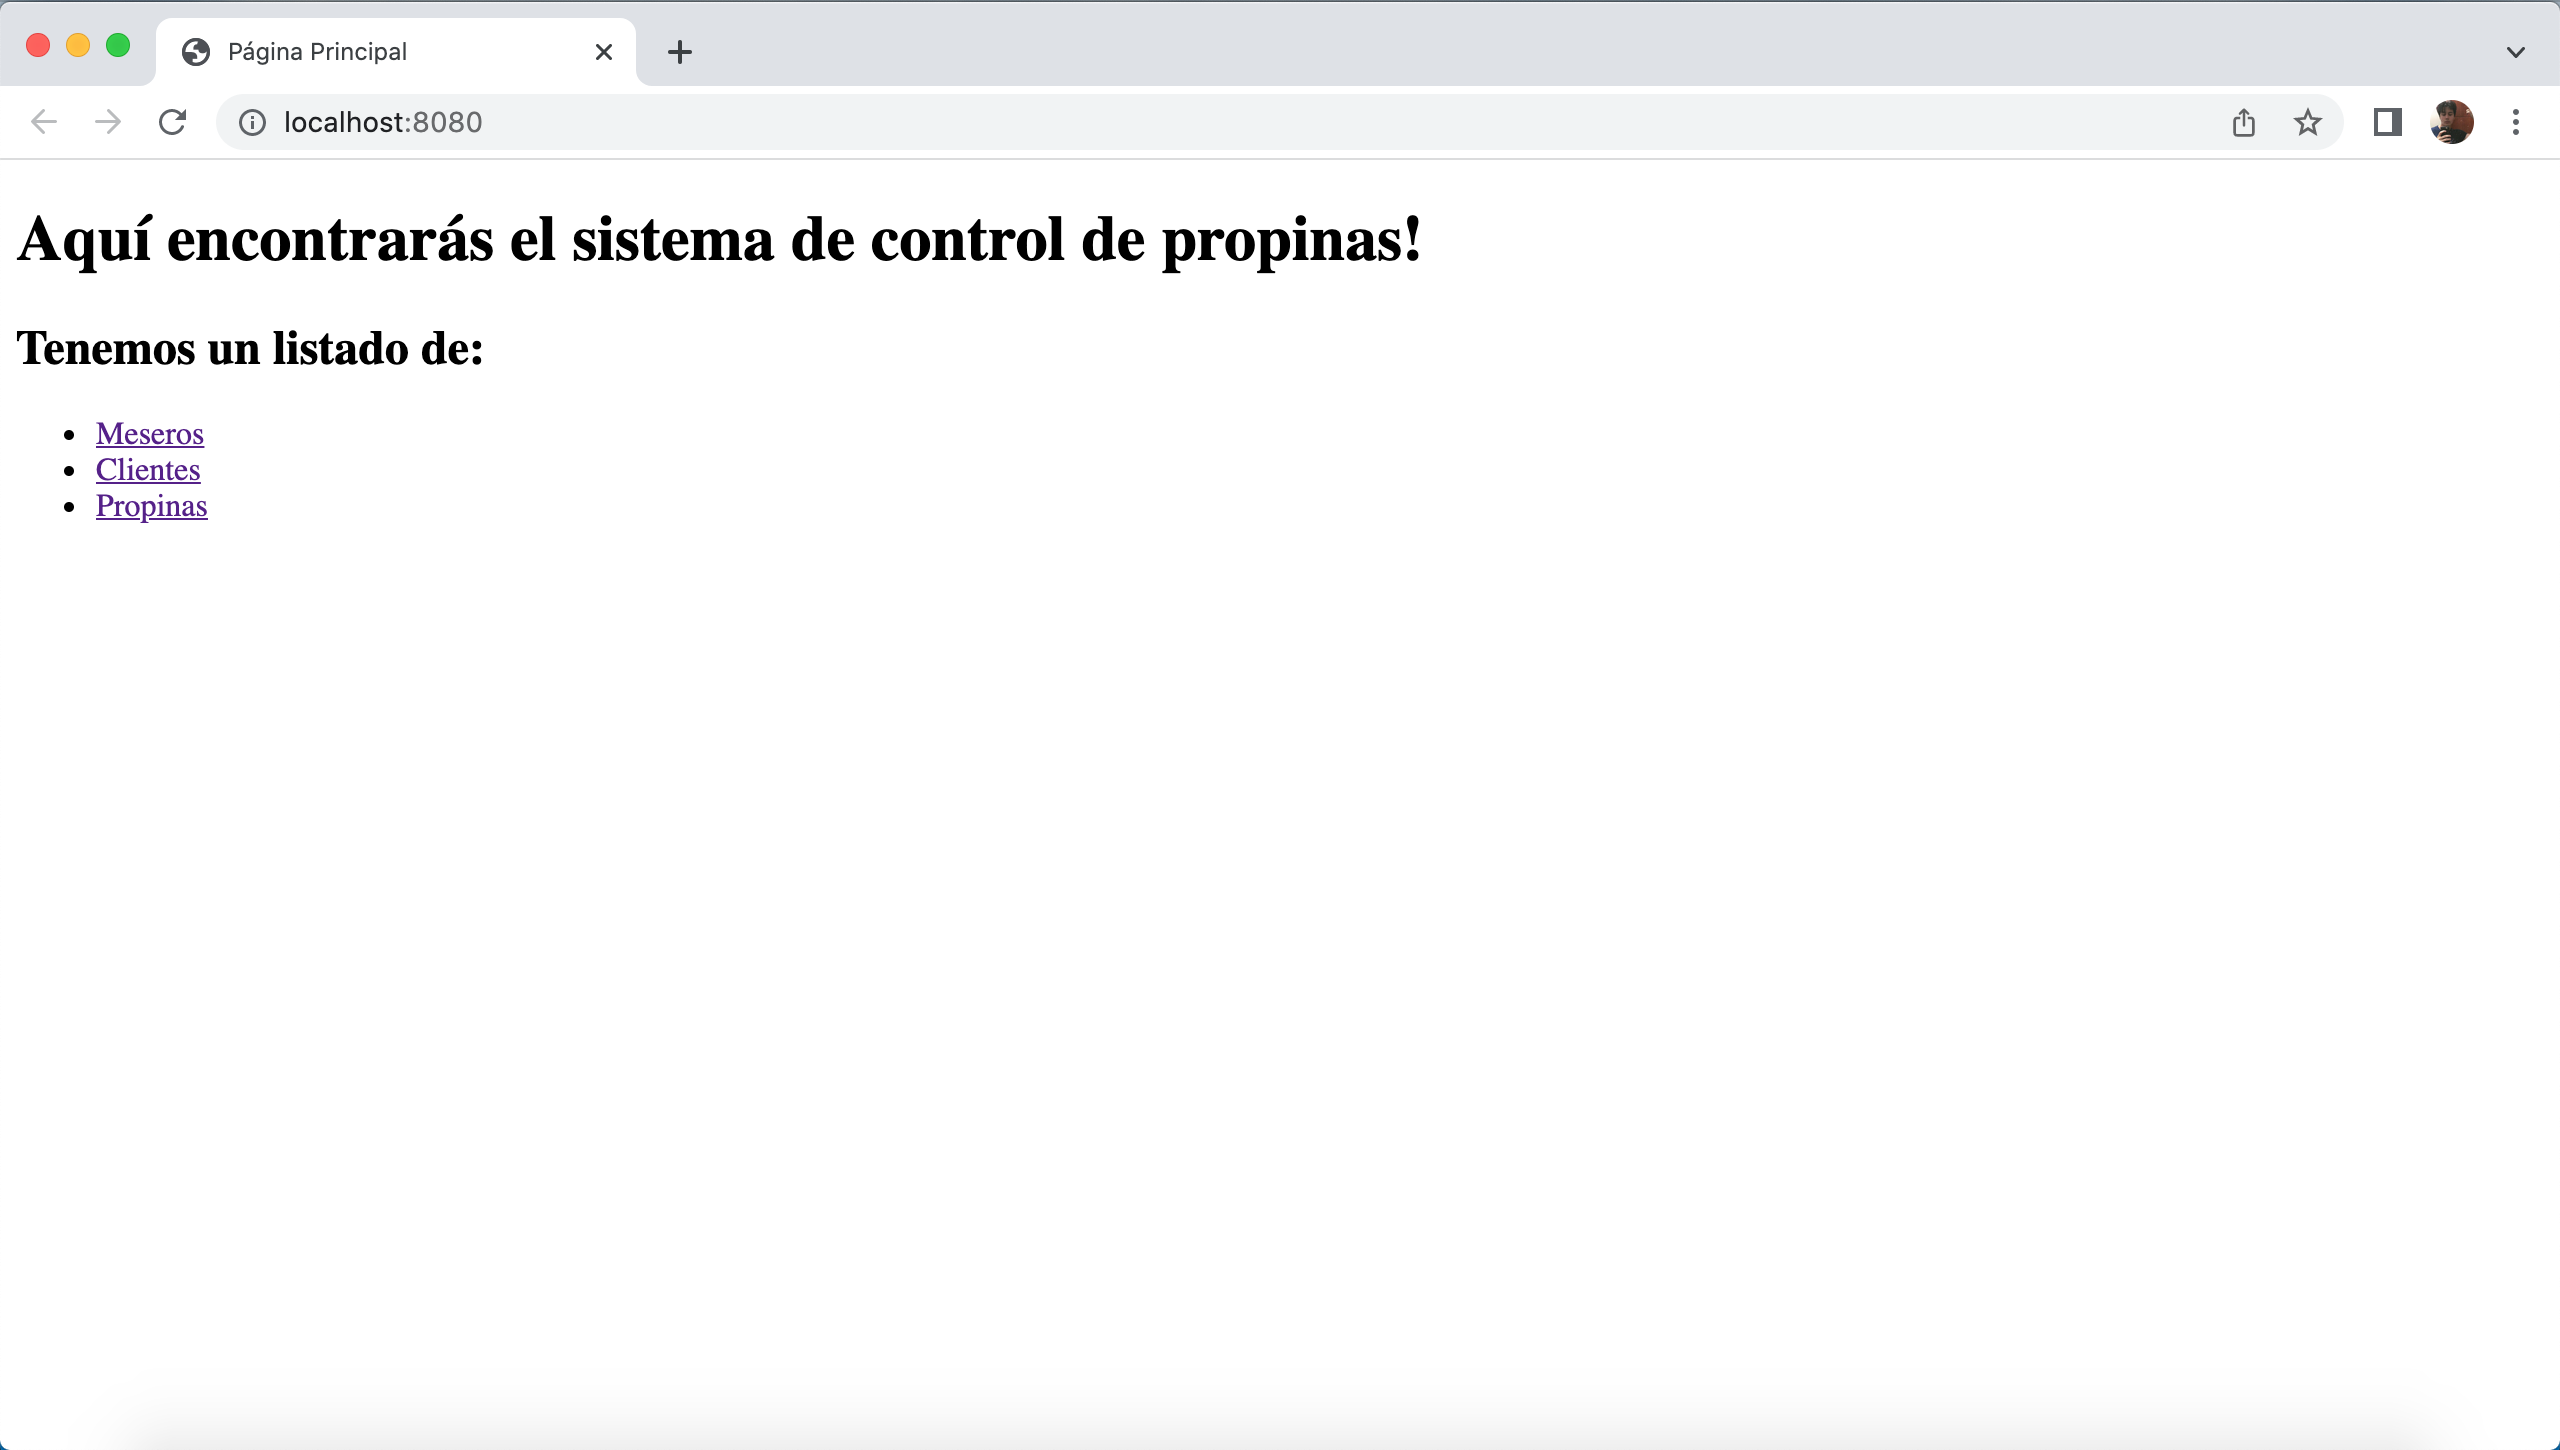 Página Principal
localhost:8080
Aquí encontrarás el sistema de control de propinas!
Tenemos un listado de:
Meseros
Clientes
Propinas